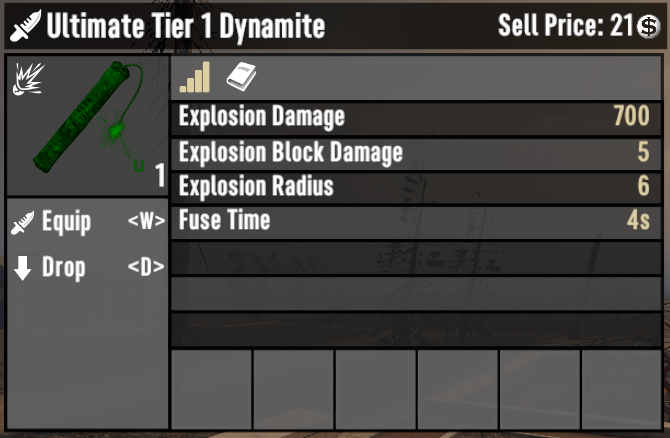 Ultimate Tier 1 Dynamite
Sell Price: 21
u
1
Explosion Damage 700
Explosion Block Damage 5
Explosion Radius 6
Fuse Time 4s
Equip <W>
Drop <D>